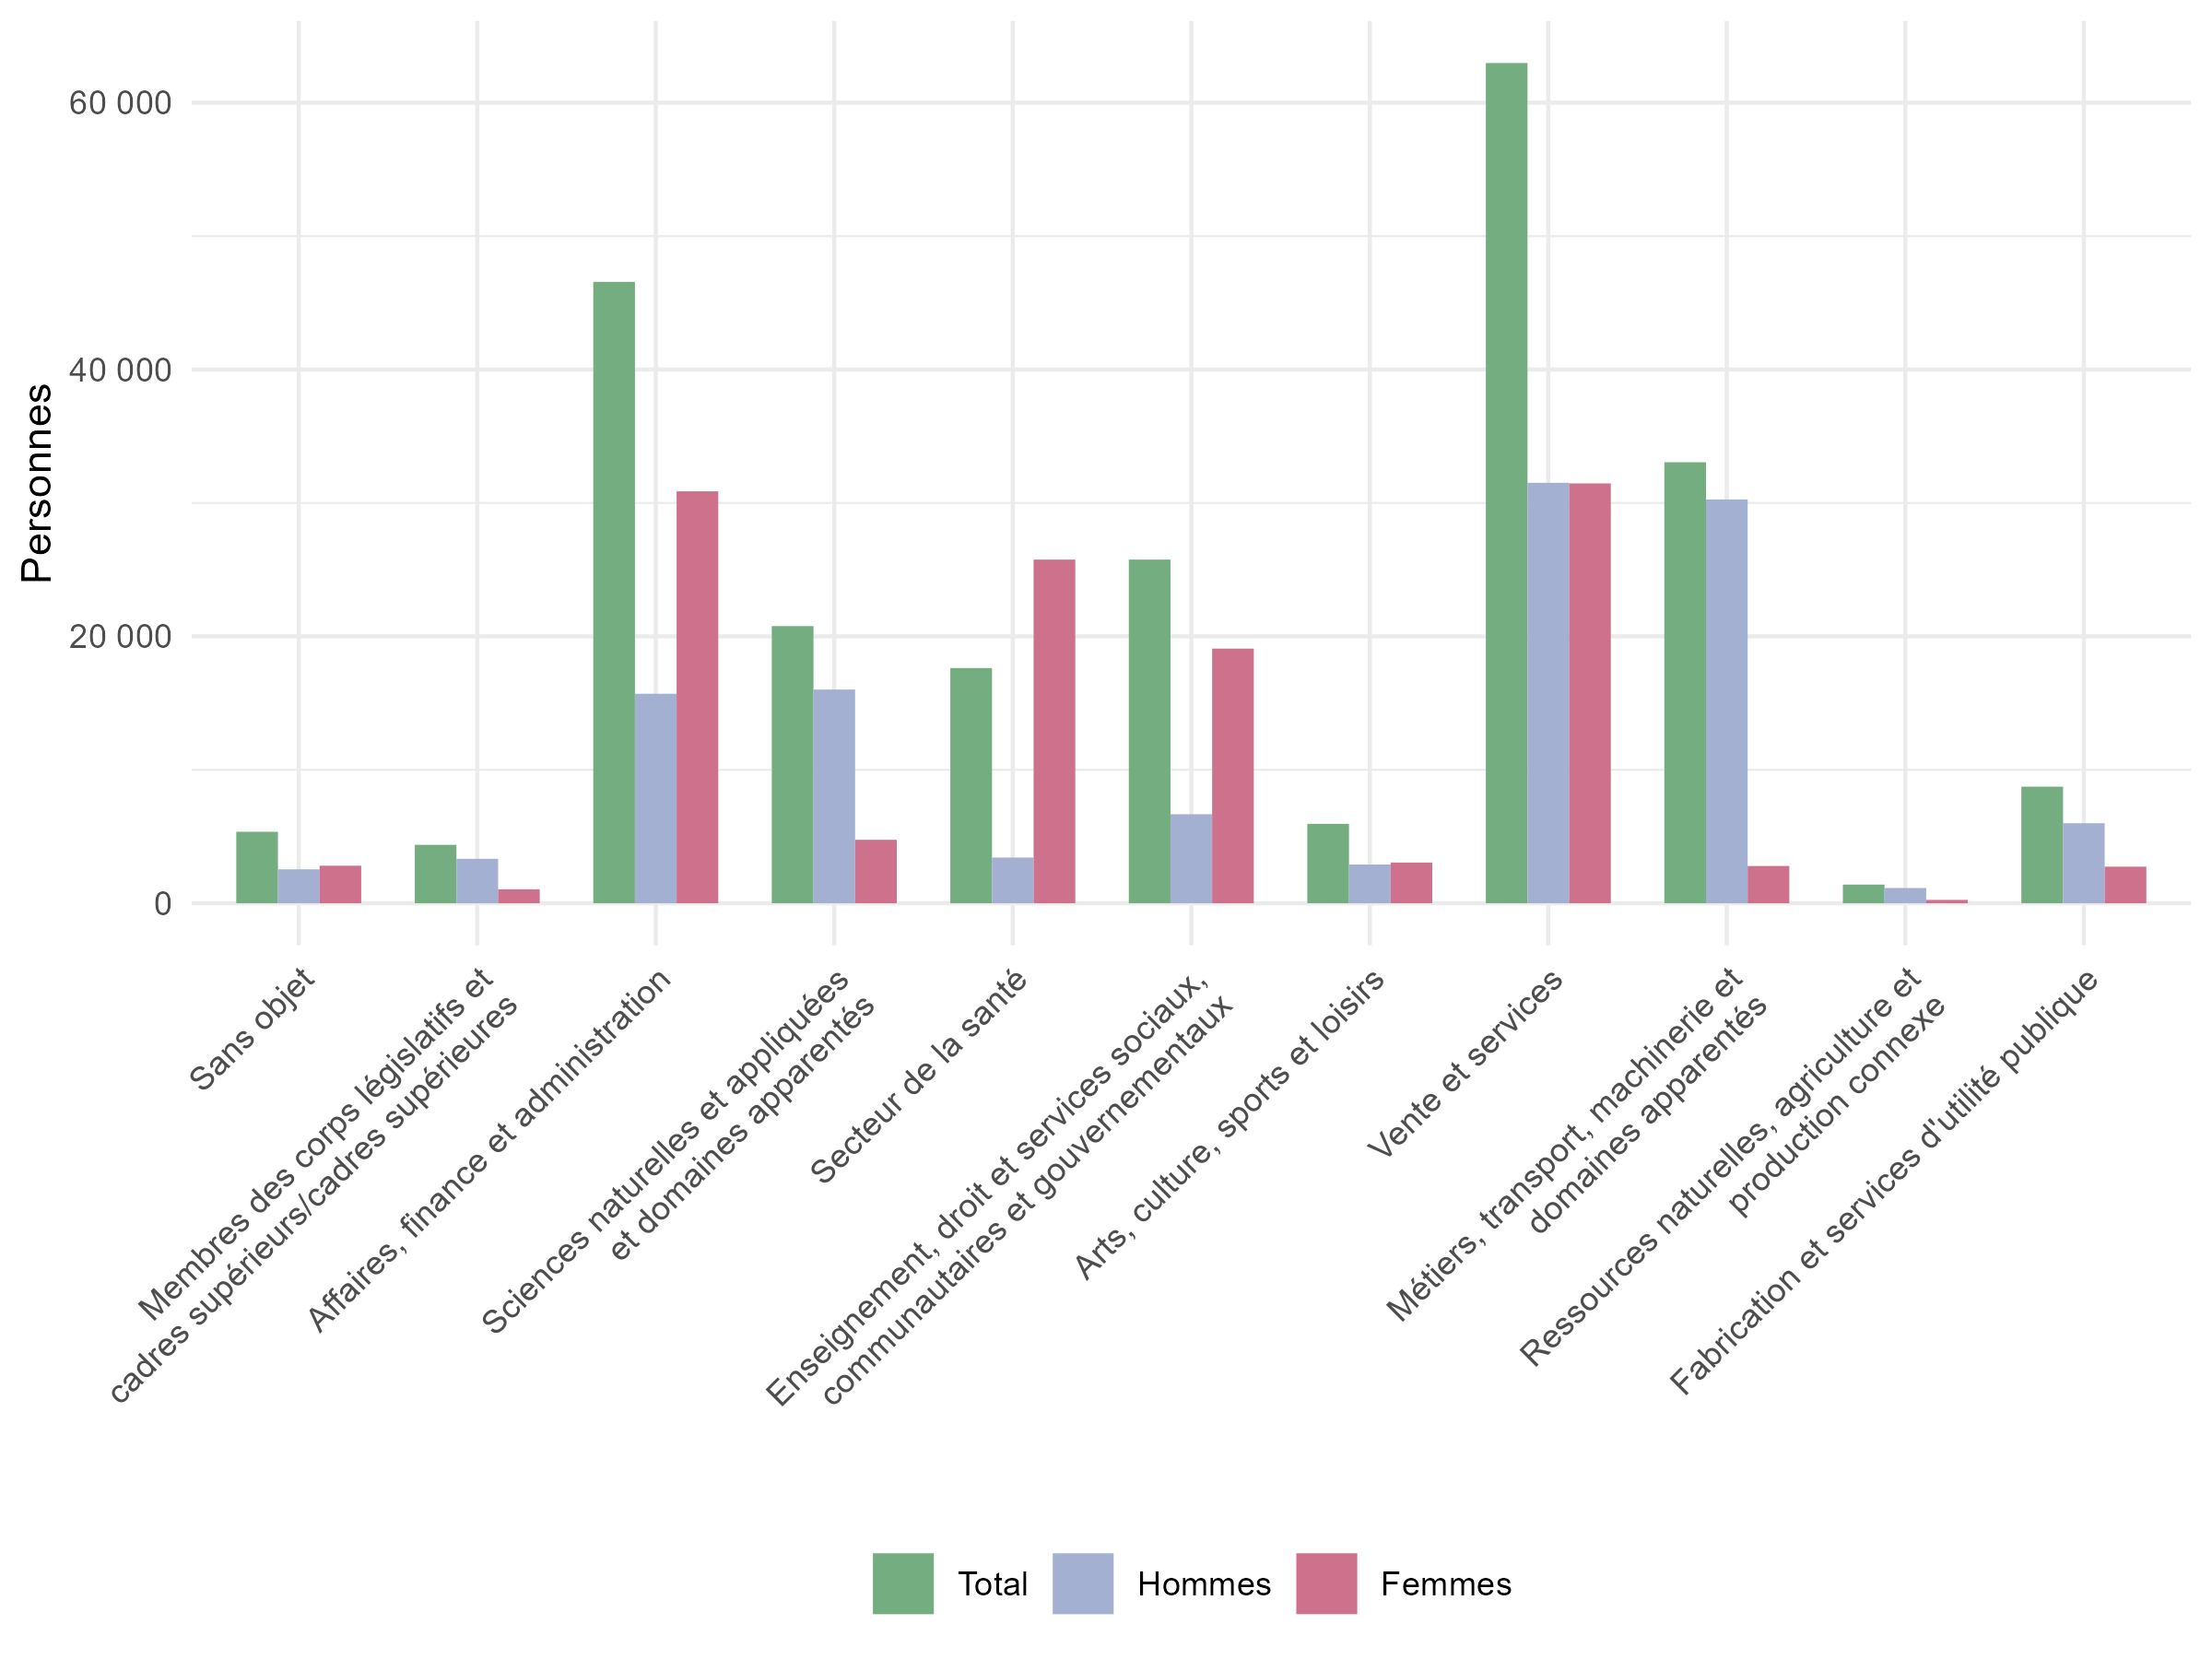 Personnes
60 000
40 000
20 000
0
Sans objet
Membres des corps législatifs et
cadres supérieurs/cadres supérieures
Affaires, finance et administration
Sciences naturelles et appliquées
et domaines apparentés
Secteur de la santé
Enseignement, droit et services sociaux,
communautaires et gouvernementaux
Arts, culture, sports et loisirs
Vente et services
Métiers, transport, machinerie et
domaines apparentés
Ressources naturelles, agriculture et
production connexe
Fabrication et services d'utilité publique
Total
Hommes
Femmes